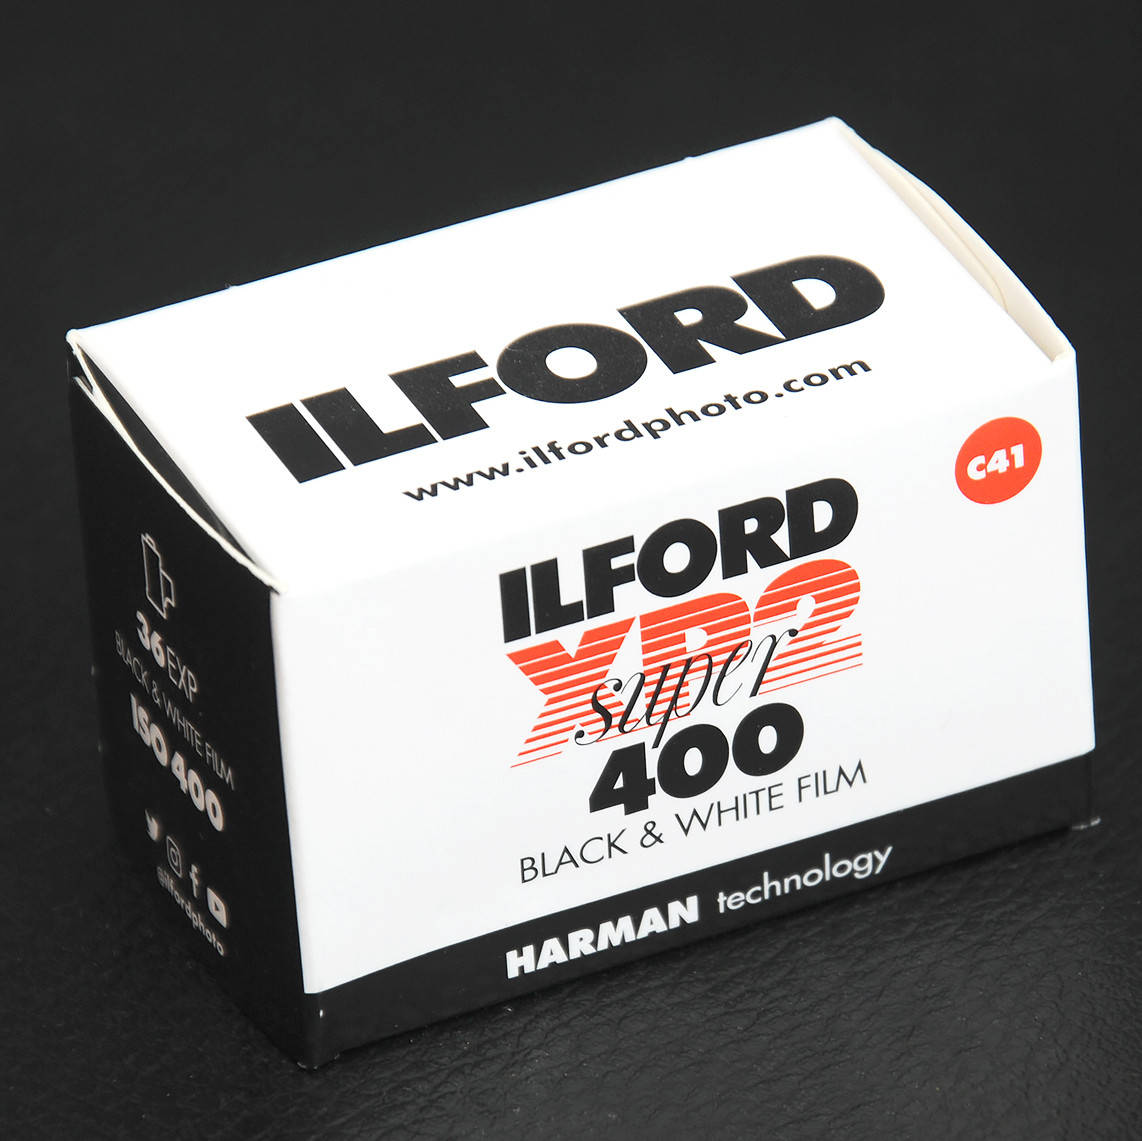 ILFORD
www.ilfordphoto.com
C41
ILFORD
XP2
super
400
BLACK & WHITE FILM
HARMAN technology
36 EXP
BLACK & WHITE FILM
ISO 400
@ilfordphoto